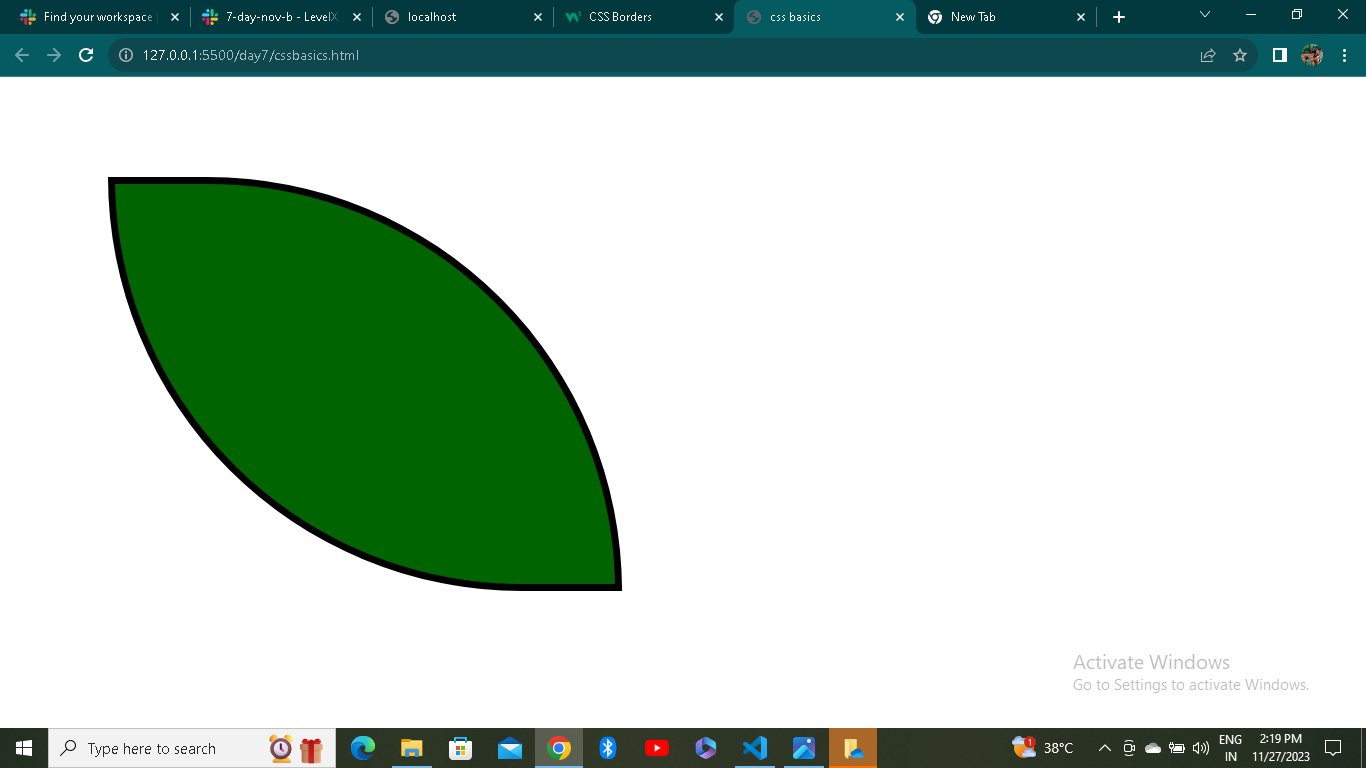 Find your workspace
7-day-nov-b - LevelX
localhost
CSS Borders
css basics
New Tab
127.0.0.1:5500/day7/cssbasics.html
Activate Windows
Go to Settings to activate Windows.
Type here to search
1
38°C
ENG
IN
2:19 PM
11/27/2023